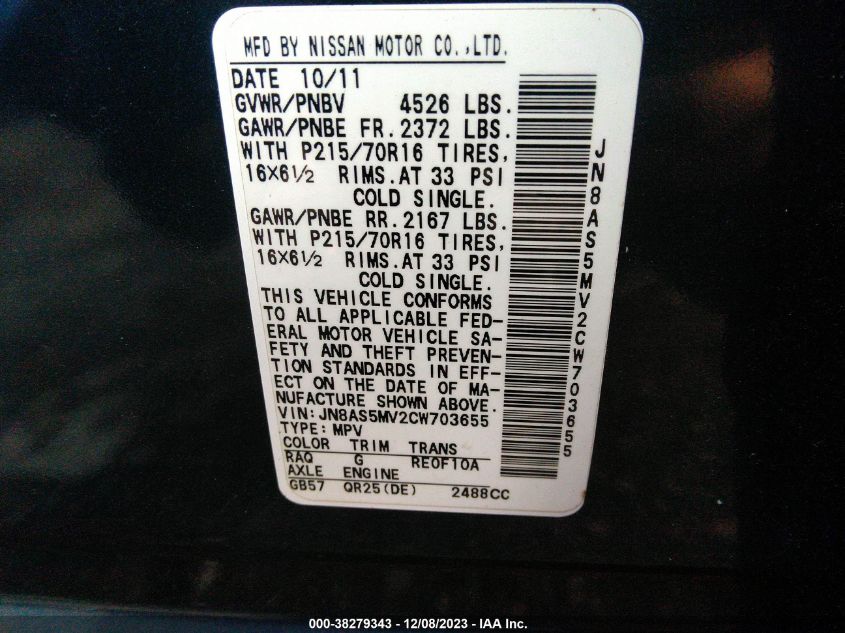 MFD BY NISSAN MOTOR CO.,LTD.
DATE 10/11
GVWR/PNBV 4526 LBS.
GAWR/PNBE FR. 2372 LBS.
WITH P215/70R16 TIRES,
16X6½ RIMS. AT 33 PSI
COLD SINGLE.
GAWR/PNBE RR. 2167 LBS.
WITH P215/70R16 TIRES,
16X6½ RIMS. AT 33 PSI
COLD SINGLE.
THIS VEHICLE CONFORMS
TO ALL APPLICABLE FED-
ERAL MOTOR VEHICLE SA-
FETY AND THEFT PREVEN-
TION STANDARDS IN EFF-
ECT ON THE DATE OF MA-
NUFACTURE SHOWN ABOVE.
VIN:JN8AS5MV2CW703655
TYPE:MPV
COLOR TRIM TRANS
RAQ G RE0F10A
AXLE ENGINE
GB57 QR25(DE) 2488CC
JN8AS5MV2CW703655
000-38279343 - 12/08/2023 - IAA Inc.